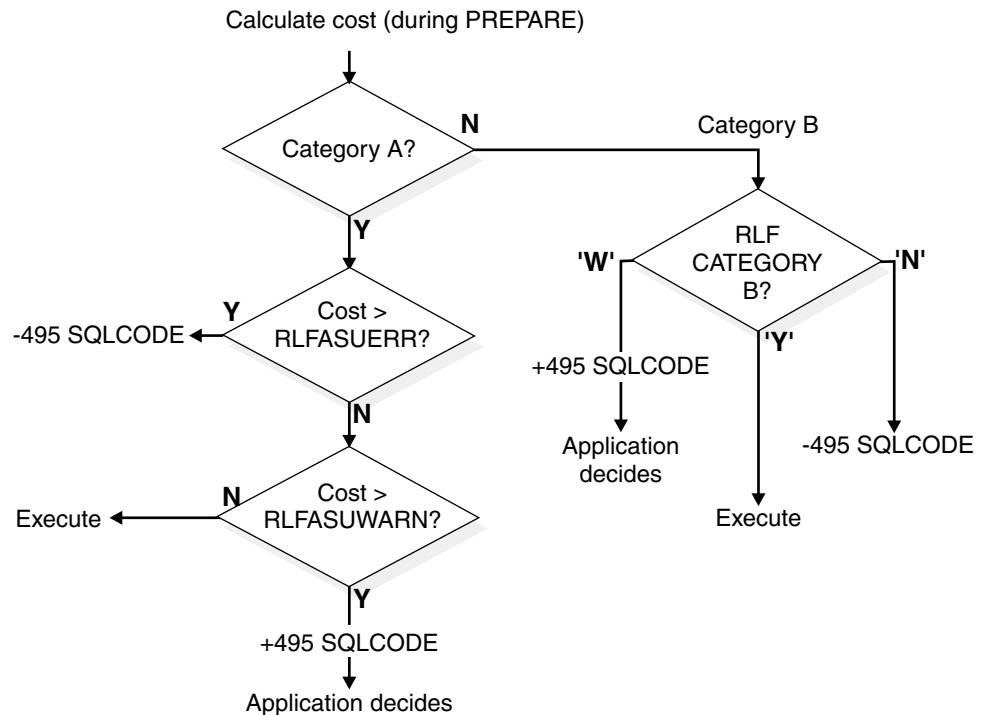 Calculate cost (during PREPARE)
Category A?
N
Category B
Y
RLF
CATEGORY
B?
'W'
'N'
'Y'
Cost >
RLFASUERR?
Y
-495 SQLCODE
N
+495 SQLCODE
Application
decides
-495 SQLCODE
Execute
Cost >
RLFASUWARN?
N
Execute
Y
+495 SQLCODE
Application decides